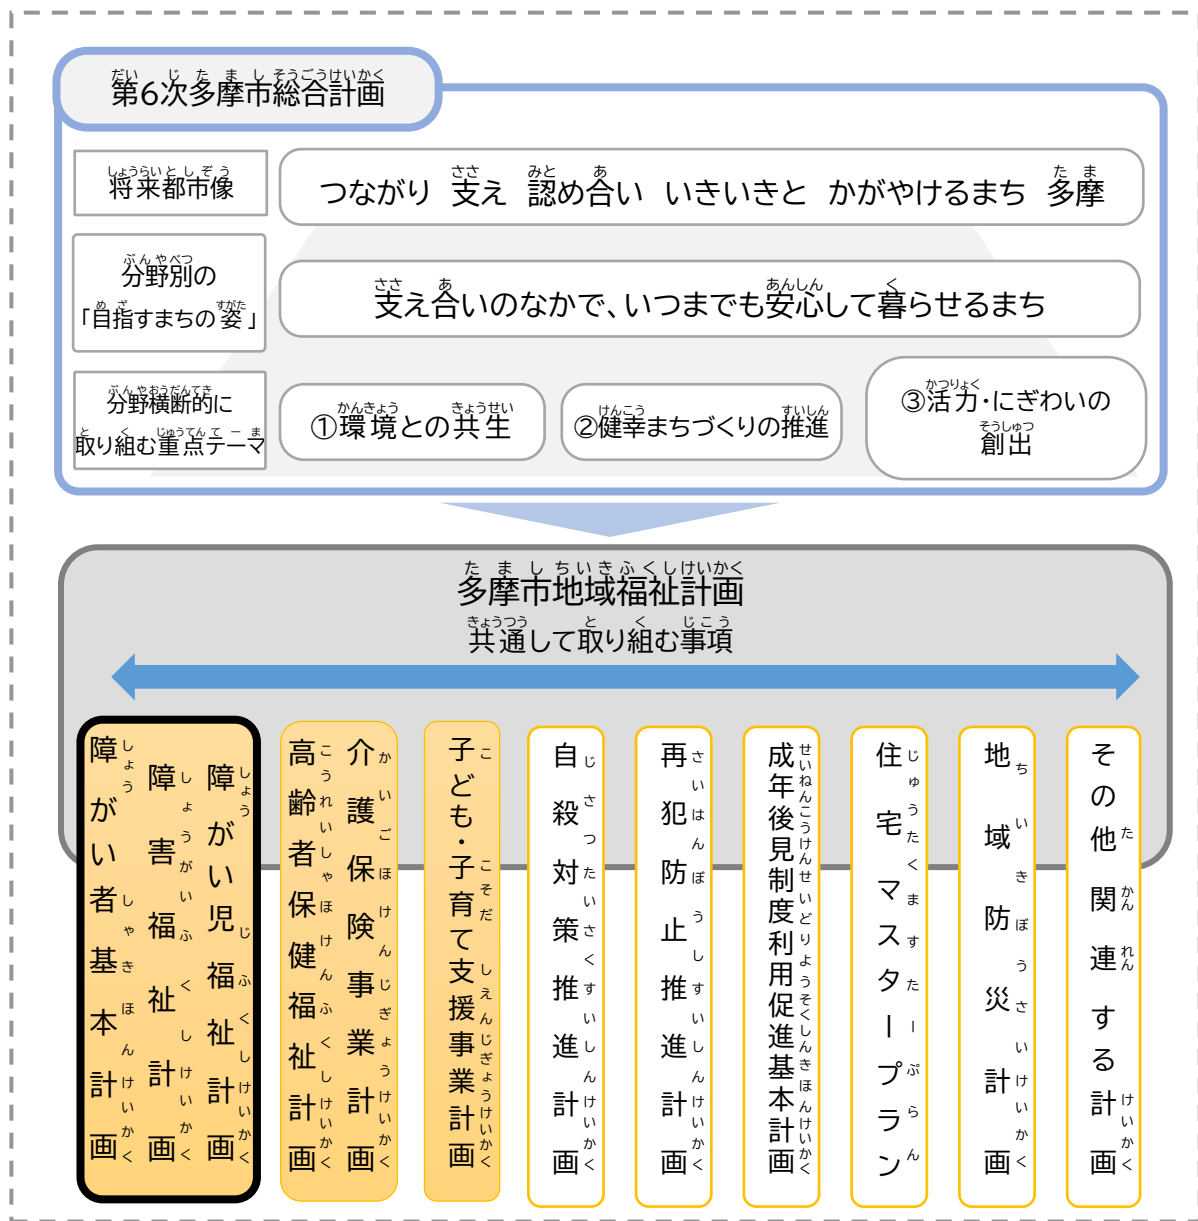 第6次多摩市総合計画
将来都市像
つながり 支え 認め合い いきいきと かがやけるまち 多摩
分野別の
「目指すまちの姿」
支え合いのなかで、いつまでも安心して暮らせるまち
分野横断的に
取り組む重点テーマ
①環境との共生
②健幸まちづくりの推進
③活力・にぎわいの
創出
多摩市地域福祉計画
共通して取り組む事項
障がい者基本計画
障害福祉計画
障がい児福祉計画
高齢者保健福祉計画
介護保険事業計画
子ども・子育て支援事業計画
自殺対策推進計画
再犯防止推進計画
成年後見制度利用促進基本計画
住宅マスタープラン
地域防災計画
その他関連する計画